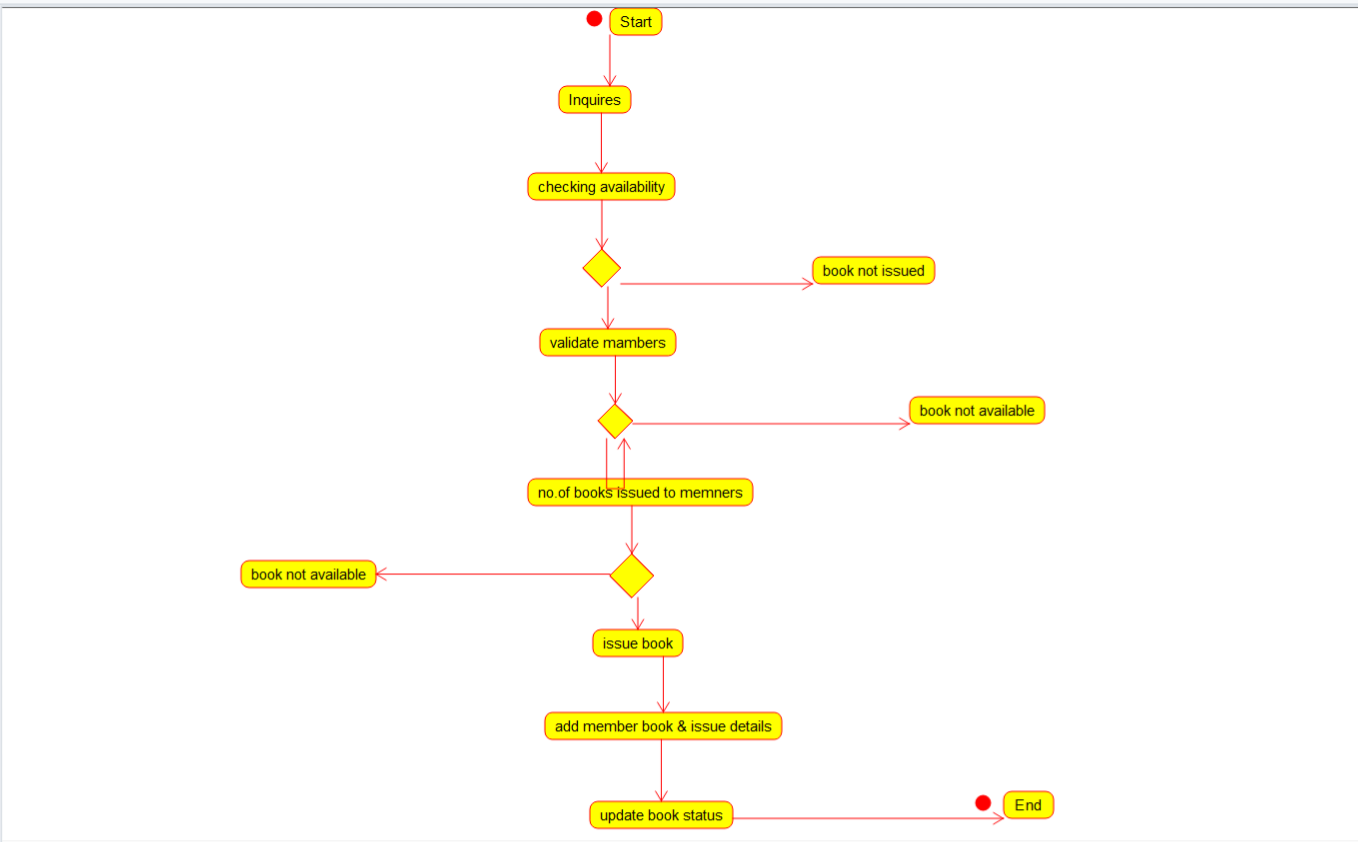 Start
Inquires
checking availability
book not issued
validate mambers
book not available
no.of books issued to memners
book not available
issue book
add member book & issue details
update book status
End